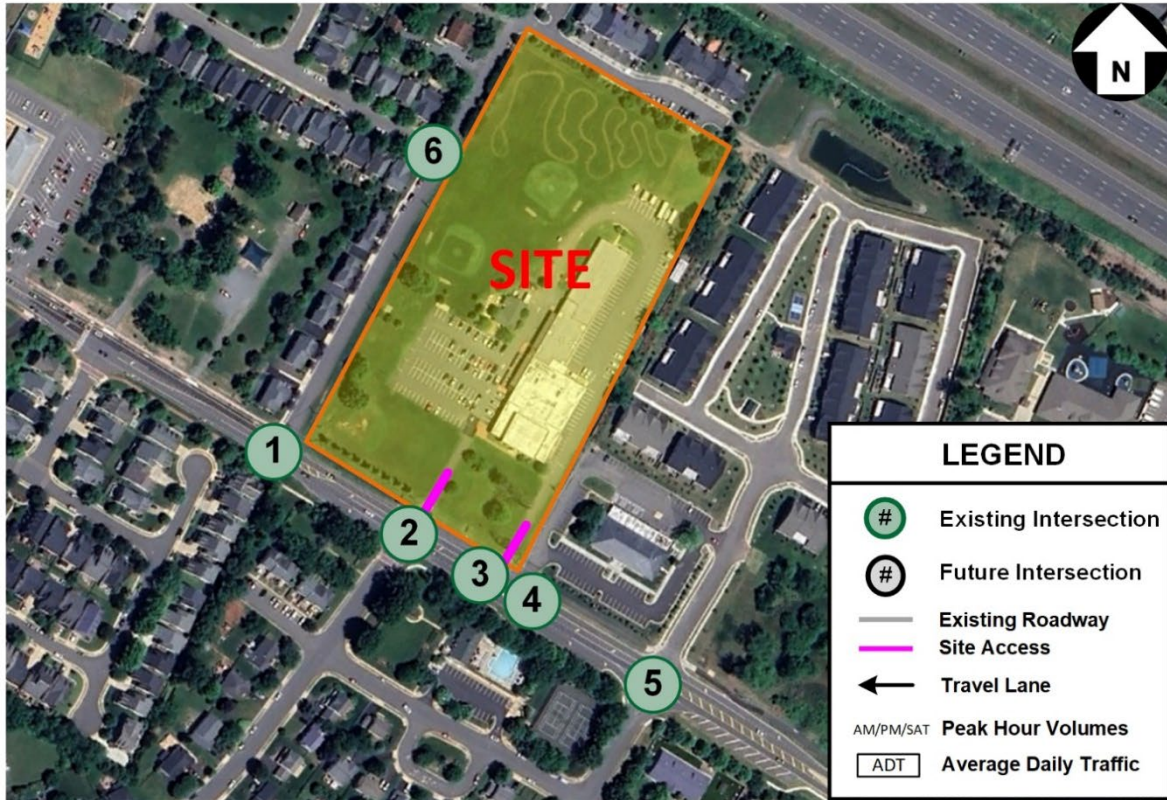 N
6
SITE
1
2
3
4
5
LEGEND
# Existing Intersection
# Future Intersection
Existing Roadway
Site Access
Travel Lane
AM/PM/SAT Peak Hour Volumes
ADT Average Daily Traffic